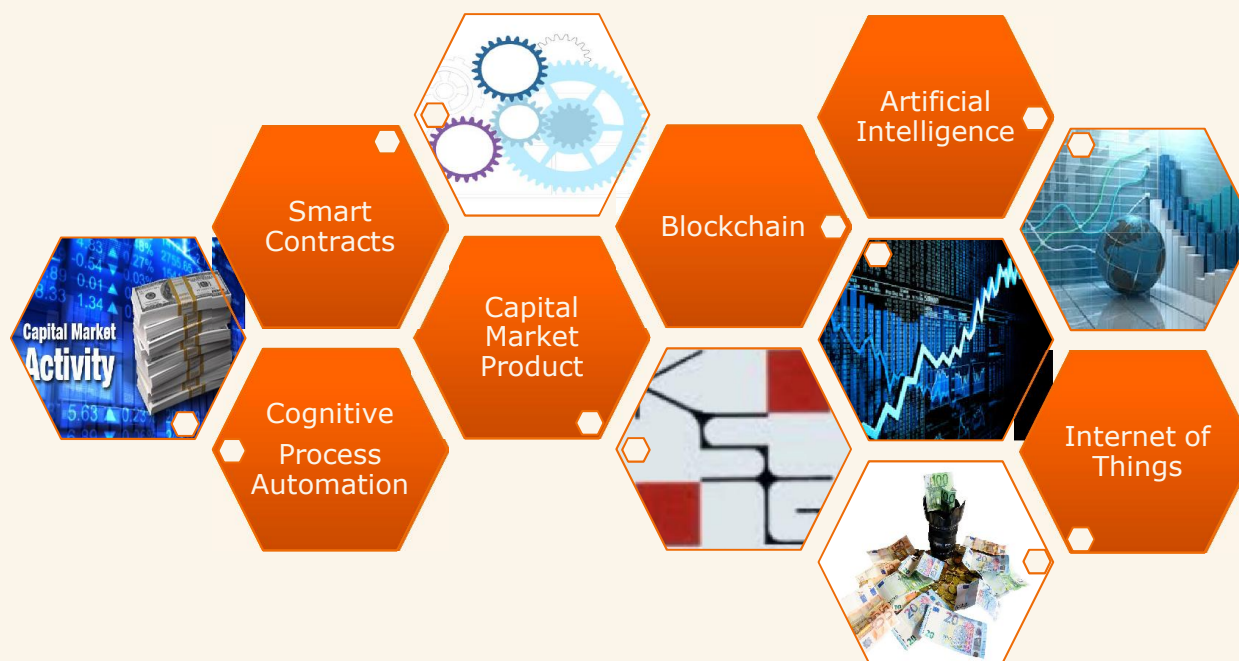 Artificial
Intelligence
Smart
Contracts
Blockchain
Capital Market
Activity
Capital
Market
Product
Cognitive
Process
Automation
Internet of
Things